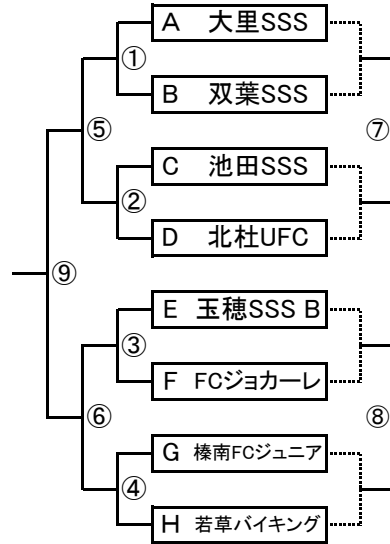 A 大里SSS
①
B 双葉SSS
⑤
⑦
C 池田SSS
②
D 北杜UFC
⑨
E 玉穂SSS B
③
F FCジョカーレ
⑥
⑧
G 榛南FCジュニア
④
H 若草バイキング